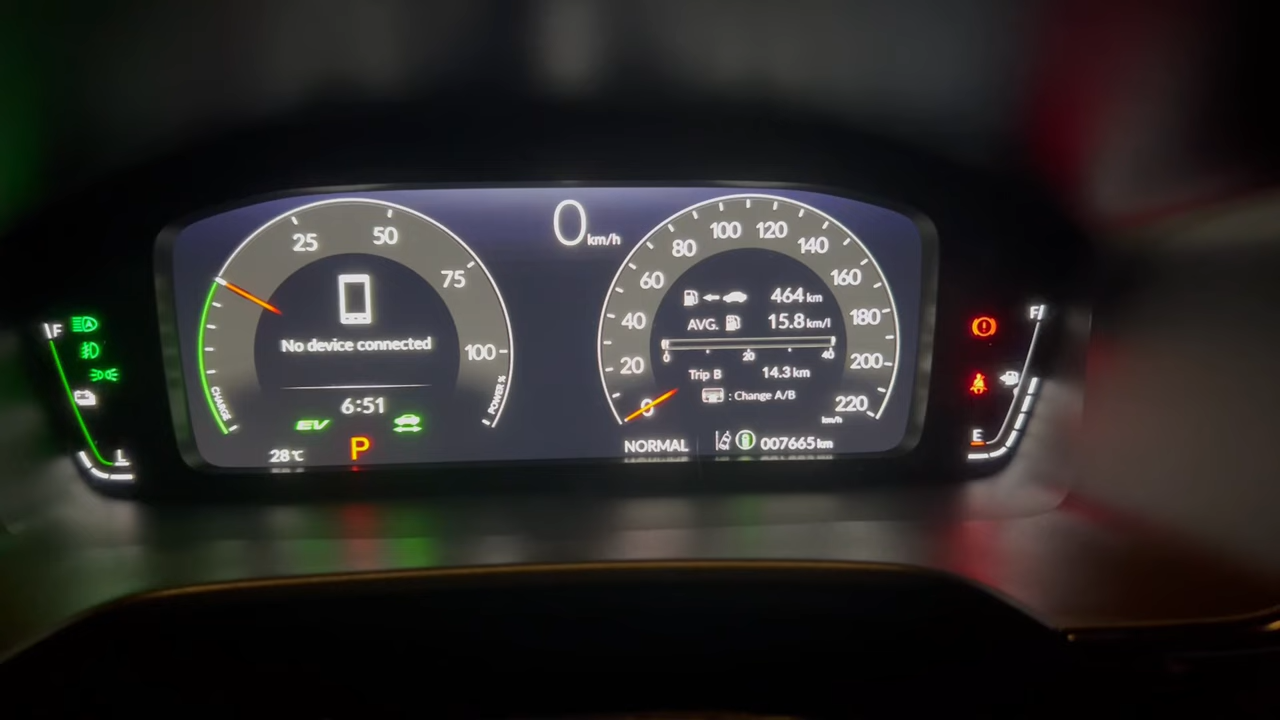 0 km/h
25 50 75 100
CHARGE
POWER %
No device connected
6:51
EV
28°C
P
0 20 40 60 80 100 120 140 160 180 200 220
km/h
464 km
AVG. 15.8 km/l
0 20 40
Trip B 14.3 km
: Change A/B
NORMAL
007665 km
F
A
L
F
E